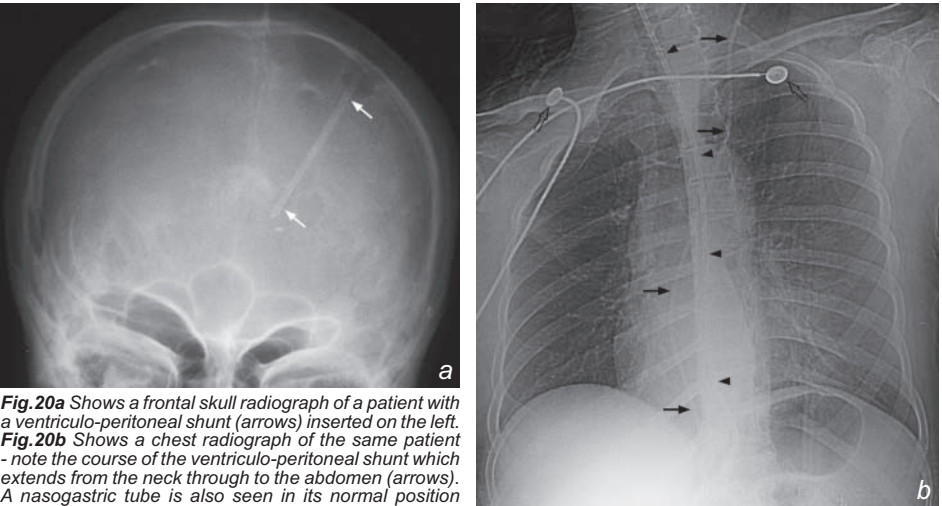 a
b
Fig.20a Shows a frontal skull radiograph of a patient with
a ventriculo-peritoneal shunt (arrows) inserted on the left.
Fig.20b Shows a chest radiograph of the same patient
- note the course of the ventriculo-peritoneal shunt which
extends from the neck through to the abdomen (arrows).
A nasogastric tube is also seen in its normal position